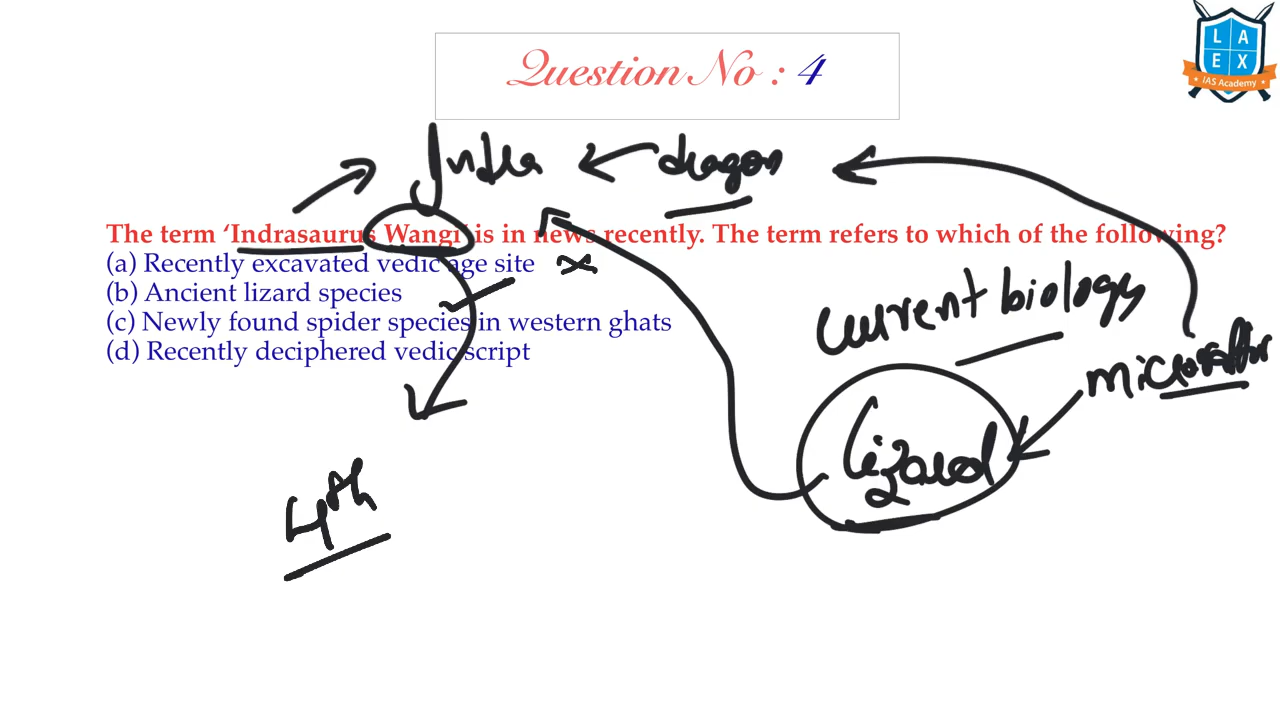 Question No : 4
L A
E X
IAS Academy
Indra dragon
The term ‘Indrasaurus Wangi’ is in news recently. The term refers to which of the following?
(a) Recently excavated vedic age site
(b) Ancient lizard species
(c) Newly found spider species in western ghats
(d) Recently deciphered vedic script
current biology
lizard
4th